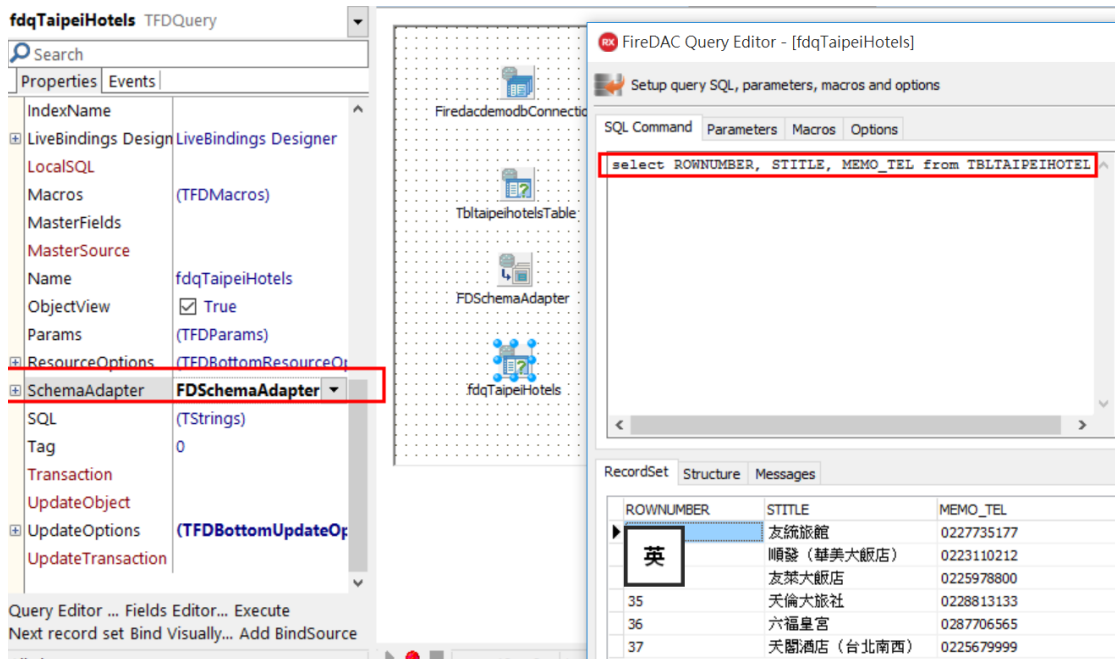 fdqTaipeiHotels TFDQuery
Search
Properties Events
IndexName
LiveBindings Design LiveBindings Designer
LocalSQL
Macros (TFDMacros)
MasterFields
MasterSource
Name fdqTaipeiHotels
ObjectView True
Params (TFDParams)
ResourceOptions (TFDBottomResourceOp
SchemaAdapter FDSchemaAdapter
SQL (TStrings)
Tag 0
Transaction
UpdateObject
UpdateOptions (TFDBottomUpdateOp
UpdateTransaction
Query Editor ... Fields Editor... Execute
Next record set Bind Visually... Add BindSource
FiredacdemodbConnectio
TbltaipeihotelsTable
FDSchemaAdapter
fdqTaipeiHotels
RX FireDAC Query Editor - [fdqTaipeiHotels]
Setup query SQL, parameters, macros and options
SQL Command Parameters Macros Options
select ROWNUMBER, STITLE, MEMO_TEL from TBLTAIPEIHOTEL
RecordSet Structure Messages
ROWNUMBER STITLE MEMO_TEL
友統旅館 0227735177
英 順發（華美大飯店） 0223110212
友萊大飯店 0225978800
35 天倫大旅社 0228813133
36 六福皇宮 0287706565
37 天閣酒店（台北南西） 0225679999